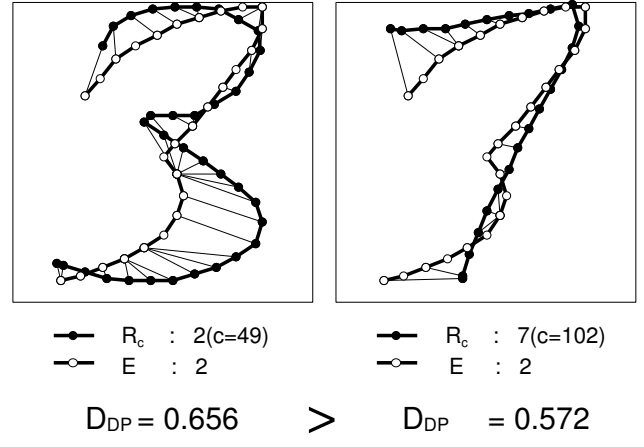 R_c : 2(c=49)
E : 2
R_c : 7(c=102)
E : 2
D_DP = 0.656 > D_DP = 0.572